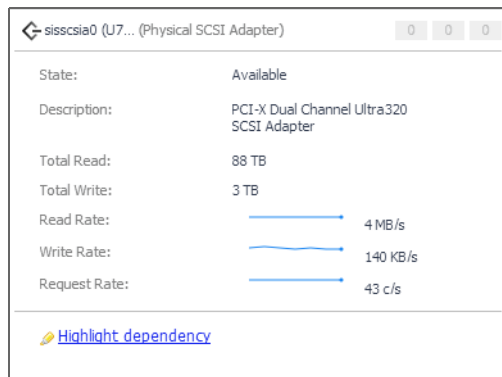 sisscsia0 (U7... (Physical SCSI Adapter) 0 0 0
State: Available
Description: PCI-X Dual Channel Ultra320
SCSI Adapter
Total Read: 88 TB
Total Write: 3 TB
Read Rate: 4 MB/s
Write Rate: 140 KB/s
Request Rate: 43 c/s
Highlight dependency